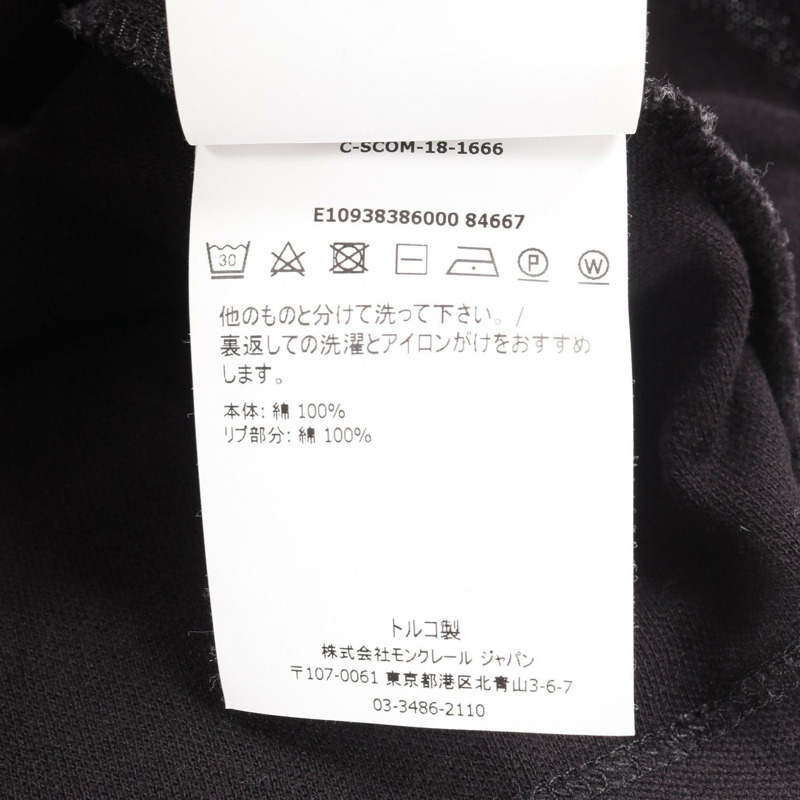 C-SCOM-18-1666
E10938386000 84667
30 P W
他のものと分けて洗って下さい。/
裏返しての洗濯とアイロンがけをおすすめ
します。
本体: 綿 100%
リブ部分: 綿 100%
トルコ製
株式会社モンクレール ジャパン
〒107-0061 東京都港区北青山3-6-7
03-3486-2110